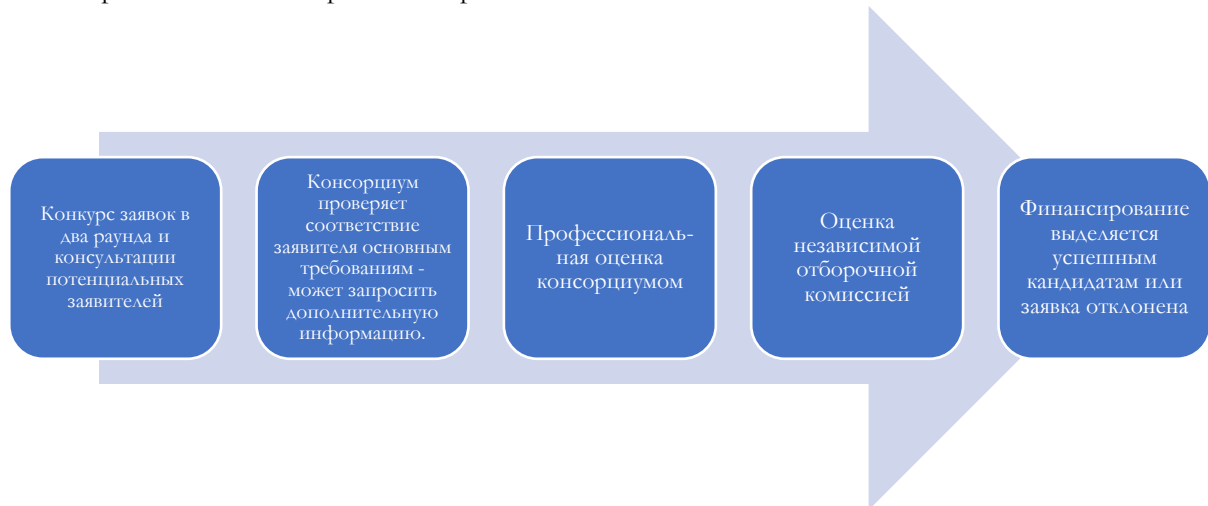 Конкурс заявок в
два раунда и
консультации
потенциальных
заявителей
Консорциум
проверяет
соответствие
заявителя основным
требованиям -
может запросить
дополнительную
информацию.
Профессиональ-
ная оценка
консорциумом
Оценка
независимой
отборочной
комиссией
Финансирование
выделяется
успешным
кандидатам или
заявка отклонена